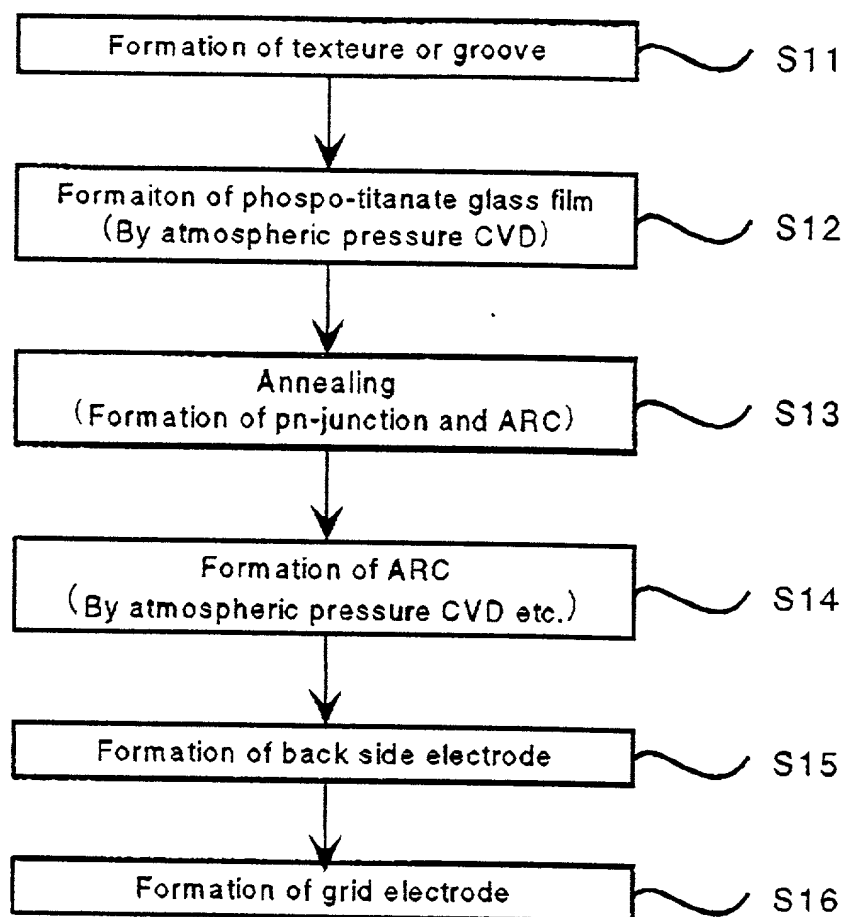 Formation of texteure or groove
S11
Formaiton of phospo-titanate glass film
(By atmospheric pressure CVD)
S12
Annealing
(Formation of pn-junction and ARC)
S13
Formation of ARC
(By atmospheric pressure CVD etc.)
S14
Formation of back side electrode
S15
Formation of grid electrode
S16